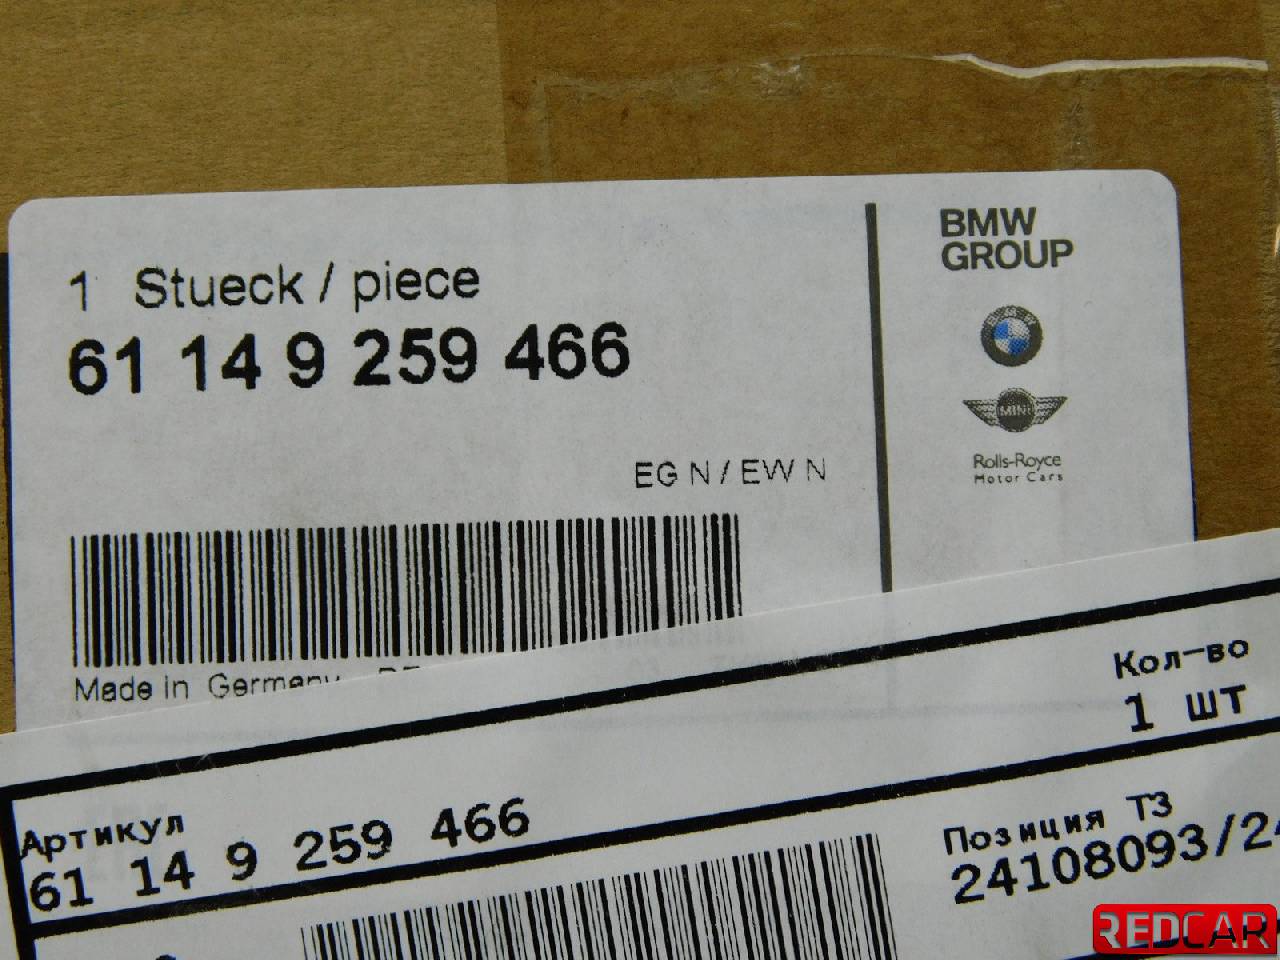 BMW
GROUP
1 Stueck / piece
61 14 9 259 466
MINI
Rolls-Royce
Motor Cars
EG N / EW N
Made in Germany
Кол-во
1 шт
Артикул
61 14 9 259 466
Позиция ТЗ
24108093/2
REDCAR